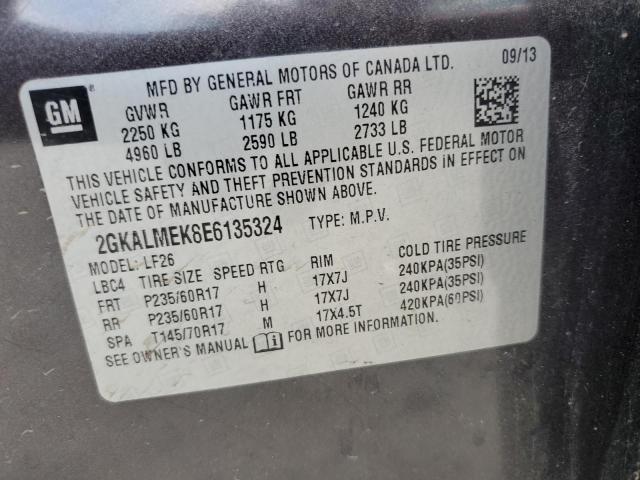 MFD BY GENERAL MOTORS OF CANADA LTD. 09/13
GM
GVWR GAWR FRT GAWR RR
2250 KG 1175 KG 1240 KG
4960 LB 2590 LB 2733 LB
THIS VEHICLE CONFORMS TO ALL APPLICABLE U.S. FEDERAL MOTOR
VEHICLE SAFETY AND THEFT PREVENTION STANDARDS IN EFFECT ON
THE DATE OF MANUFACTURE SHOWN ABOVE.
2GKALMEK8E6135324 TYPE: M.P.V.
MODEL: LF26
LBC4 TIRE SIZE SPEED RTG RIM COLD TIRE PRESSURE
FRT P235/60R17 H 17X7J 240KPA(35PSI)
RR P235/60R17 H 17X7J 240KPA(35PSI)
SPA T145/70R17 M 17X4.5T 420KPA(60PSI)
SEE OWNER'S MANUAL i FOR MORE INFORMATION.